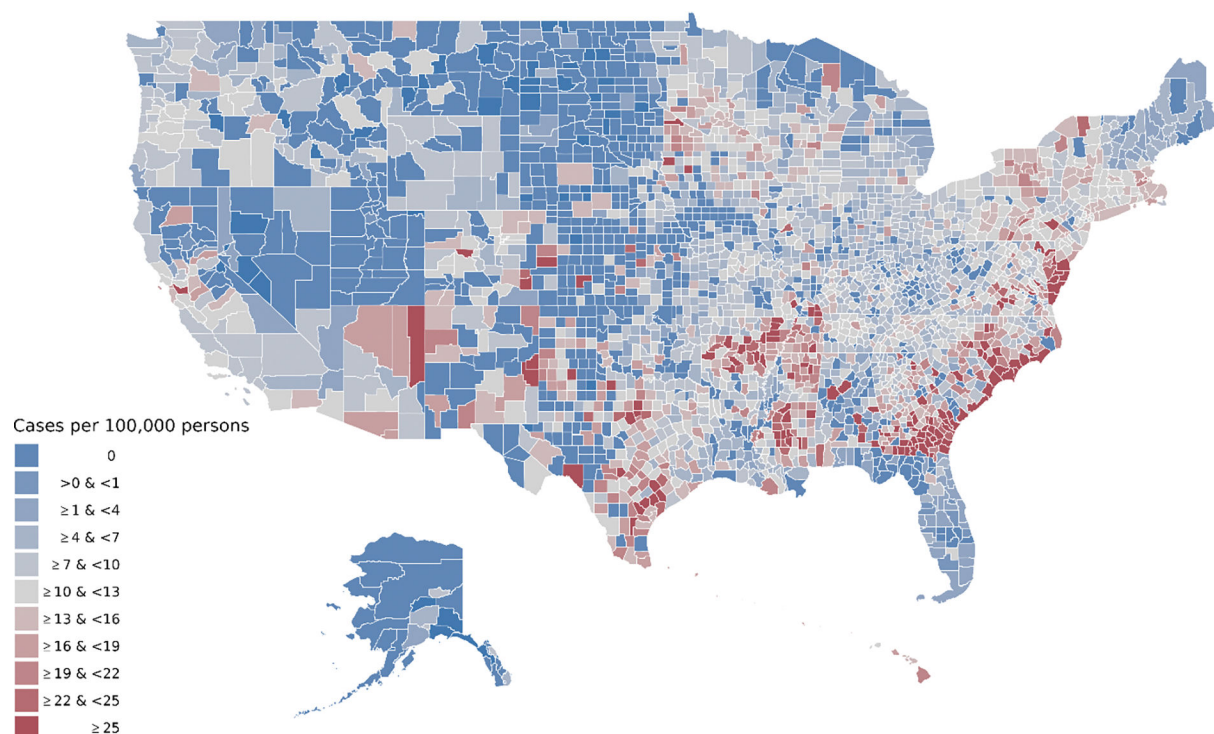 Cases per 100,000 persons
0
>0 & <1
≥1 & <4
≥4 & <7
≥7 & <10
≥10 & <13
≥13 & <16
≥16 & <19
≥19 & <22
≥22 & <25
≥25